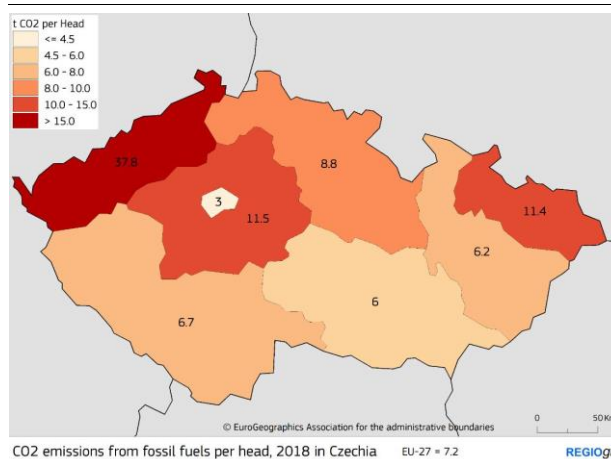 t CO2 per Head
<= 4.5
4.5 - 6.0
6.0 - 8.0
8.0 - 10.0
10.0 - 15.0
> 15.0
37.8
8.8
3
11.5
11.4
6.2
6.7
6
© EuroGeographics Association for the administrative boundaries
0 50
CO2 emissions from fossil fuels per head, 2018 in Czechia EU-27 = 7.2 REGIOg